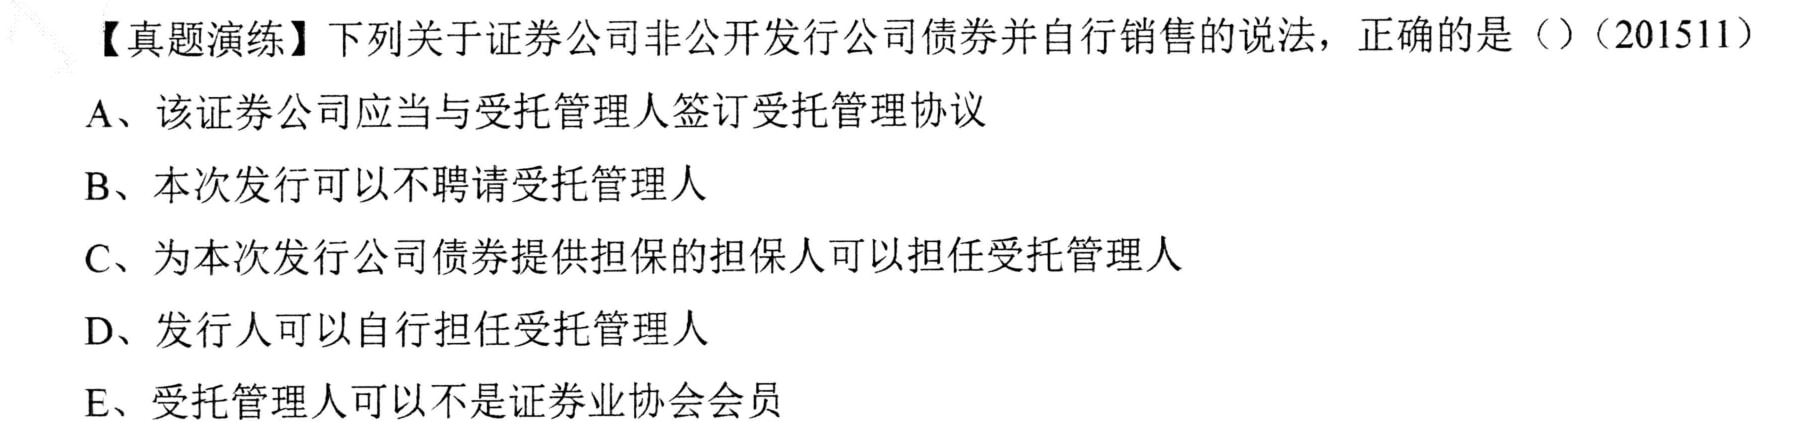 【真题演练】下列关于证券公司非公开发行公司债券并自行销售的说法，正确的是（）（201511）
A、该证券公司应当与受托管理人签订受托管理协议
B、本次发行可以不聘请受托管理人
C、为本次发行公司债券提供担保的担保人可以担任受托管理人
D、发行人可以自行担任受托管理人
E、受托管理人可以不是证券业协会会员